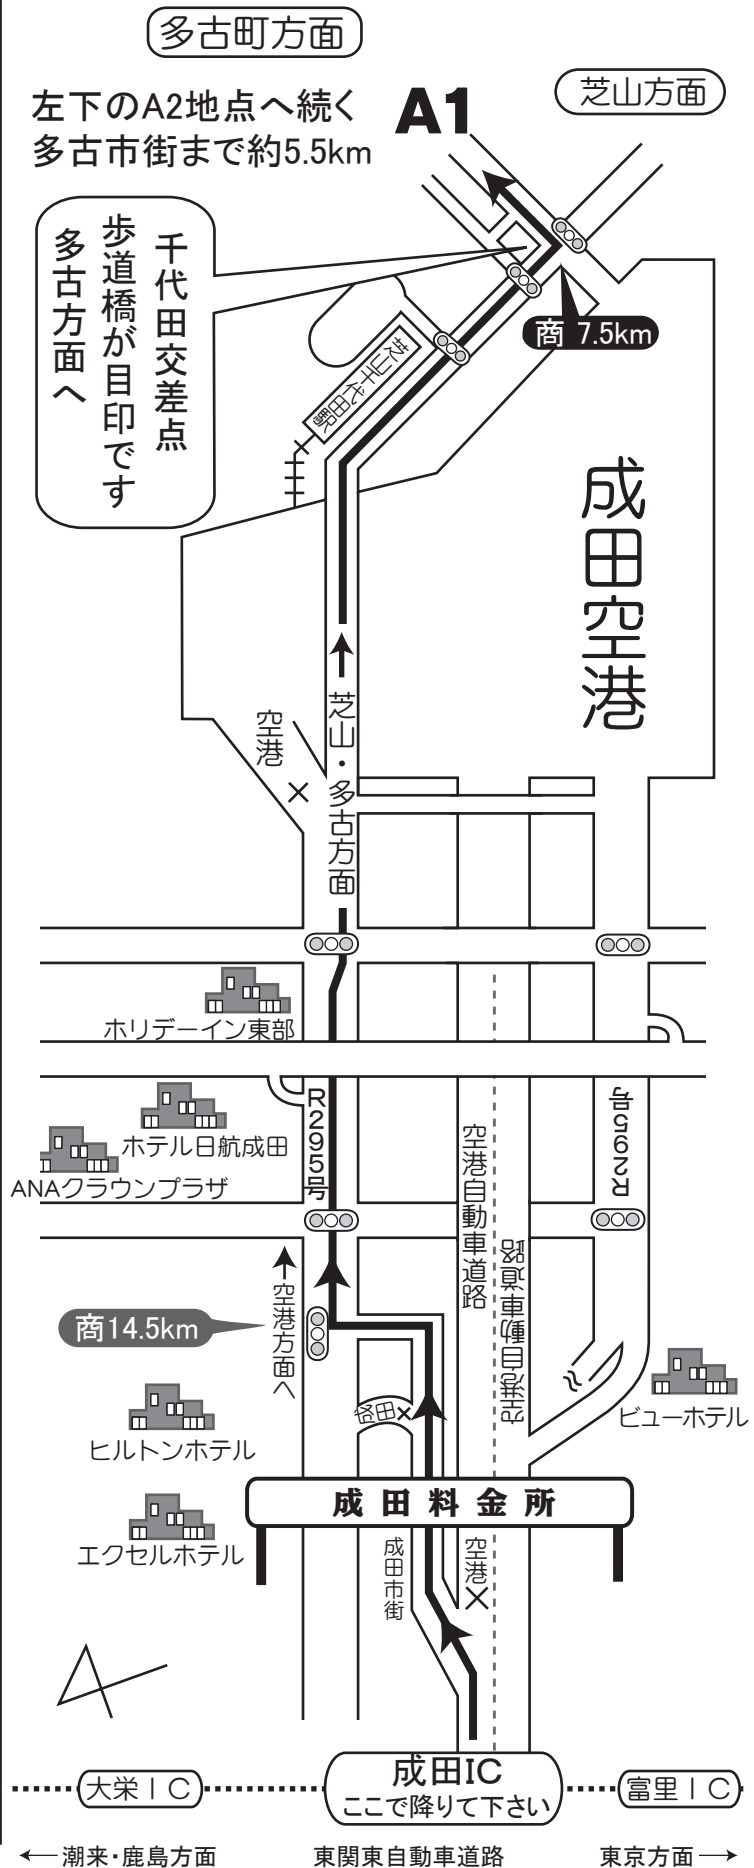 多古町方面
左下のA2地点へ続く
多古市街まで約5.5km
A1
芝山方面
千代田交差点
歩道橋が目印です
多古方面へ
商 7.5km
芝山千代田駅
成田空港
空港
芝山・多古方面
ホリデーイン東部
ホテル日航成田
ANAクラウンプラザ
R295号
R295号
空港自動車道路
空港自動車道路
空港方面へ
商14.5km
ヒルトンホテル
ビューホテル
成田
成田料金所
エクセルホテル
成田市街
空港
成田IC
ここで降りて下さい
大栄IC
富里IC
←潮来・鹿島方面
東関東自動車道路
東京方面→